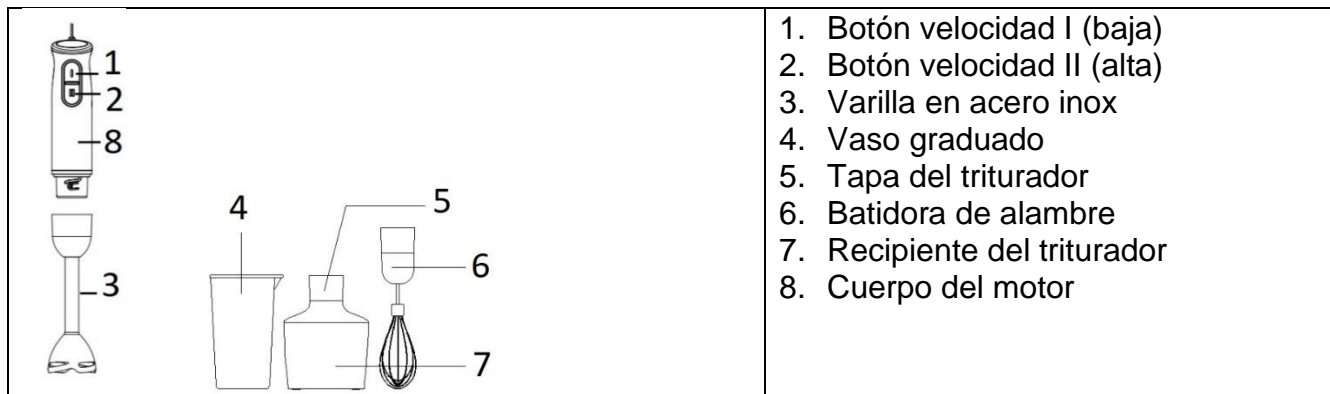 1
2
8
3
4
5
6
7
1. Botón velocidad I (baja)
2. Botón velocidad II (alta)
3. Varilla en acero inox
4. Vaso graduado
5. Tapa del triturador
6. Batidora de alambre
7. Recipiente del triturador
8. Cuerpo del motor